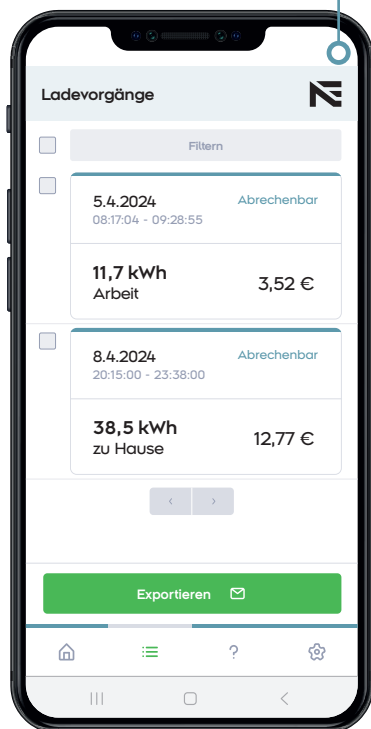 Ladevorgänge
Filtern
5.4.2024 Abrechenbar
08:17:04 - 09:28:55
11,7 kWh
Arbeit 3,52 €
8.4.2024 Abrechenbar
20:15:00 - 23:38:00
38,5 kWh
zu Hause 12,77 €
Exportieren